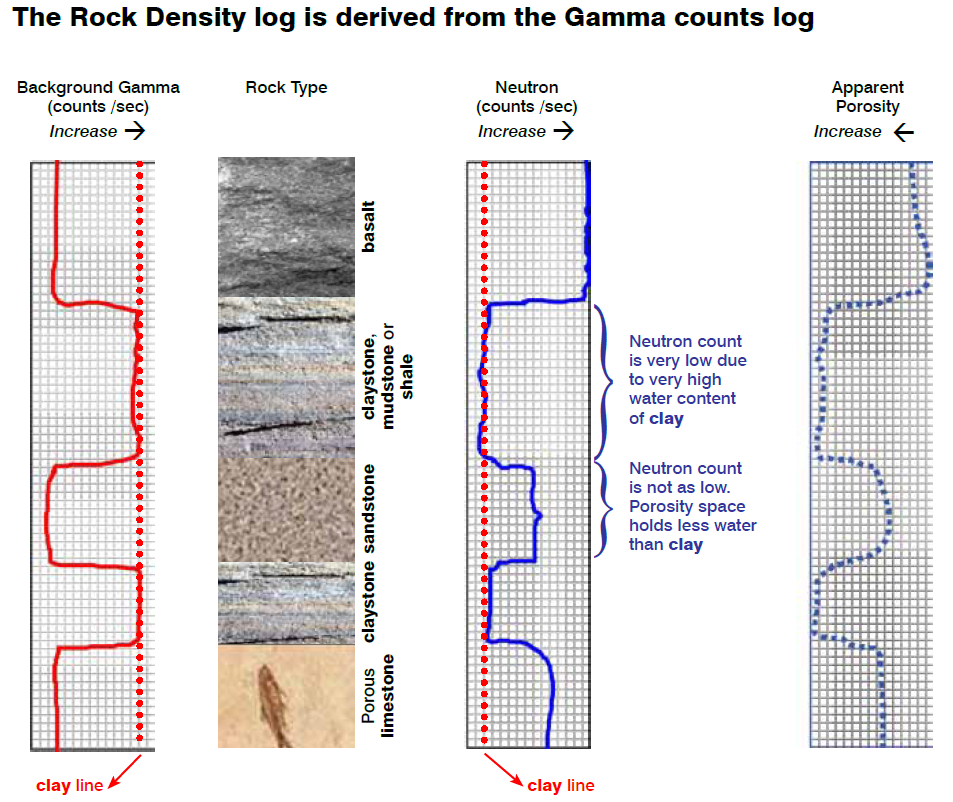 The Rock Density log is derived from the Gamma counts log
Background Gamma
(counts /sec)
Increase →
Rock Type
Neutron
(counts /sec)
Increase →
Apparent
Porosity
Increase ←
basalt
claystone,
mudstone or
shale
sandstone
claystone
Porous
limestone
Neutron count
is very low due
to very high
water content
of clay
Neutron count
is not as low.
Porosity space
holds less water
than clay
clay line
clay line